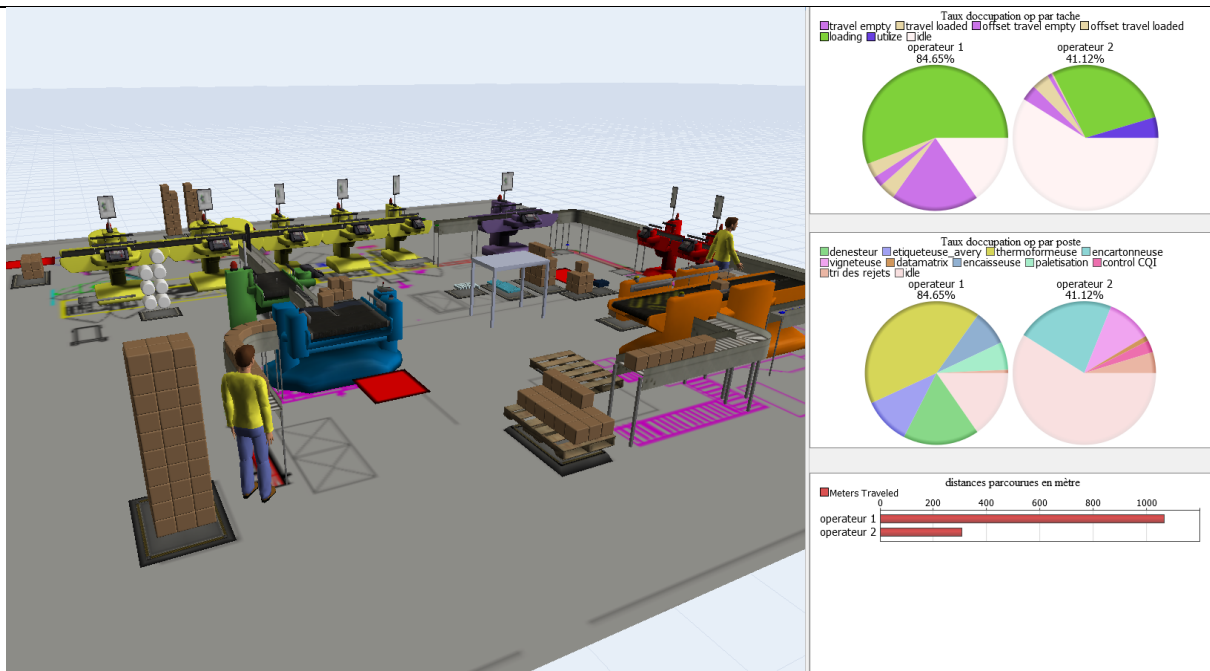 Taux doccupation op par tache
travel empty travel loaded offset travel empty offset travel loaded
loading utilize idle
operateur 1 operateur 2
84.65% 41.12%
Taux doccupation op par poste
denesteur etiqueteuse_avery thermoformeuse encartonneuse
vigneteuse datamatrix encaisseuse paletisation control CQI
tri des rejets idle
operateur 1 operateur 2
84.65% 41.12%
distances parcourues en mètre
Meters Traveled
0 200 400 600 800 1000
operateur 1
operateur 2